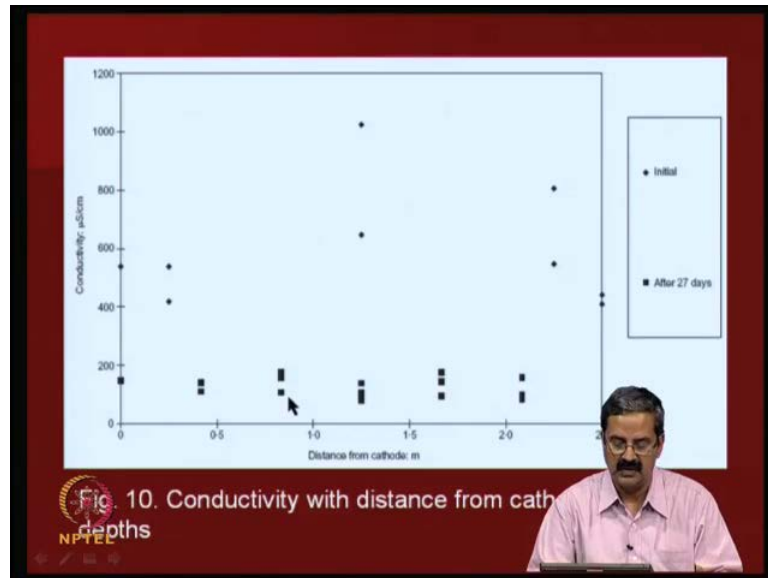 1200
1000
800
600
400
200
0
Conductivity: µS/cm
0
0·5
1·0
1·5
2·0
Distance from cathode: m
Initial
After 27 days
Fig. 10. Conductivity with distance from cath
depths
NPTEL